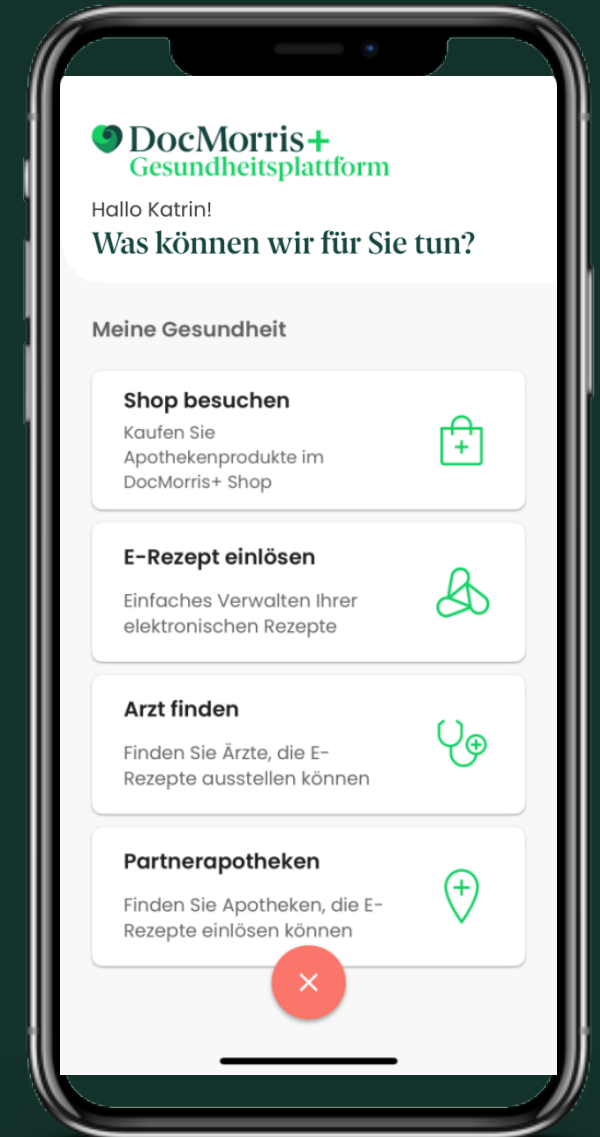 DocMorris+
Gesundheitsplattform
Hallo Katrin!
Was können wir für Sie tun?
Meine Gesundheit
Shop besuchen
Kaufen Sie
Apothekenprodukte im
DocMorris+ Shop
E-Rezept einlösen
Einfaches Verwalten Ihrer
elektronischen Rezepte
Arzt finden
Finden Sie Ärzte, die E-
Rezepte ausstellen können
Partnerapotheken
Finden Sie Apotheken, die E-
Rezepte einlösen können